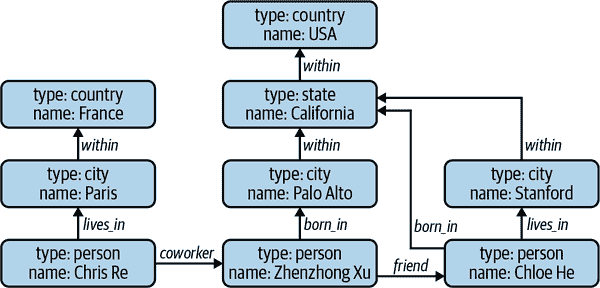 type: country
name: USA
within
type: country
name: France
type: state
name: California
within
within
within
type: city
name: Paris
type: city
name: Palo Alto
type: city
name: Stanford
lives_in
born_in
born_in
lives_in
type: person
name: Chris Re
coworker
type: person
name: Zhenzhong Xu
friend
type: person
name: Chloe He